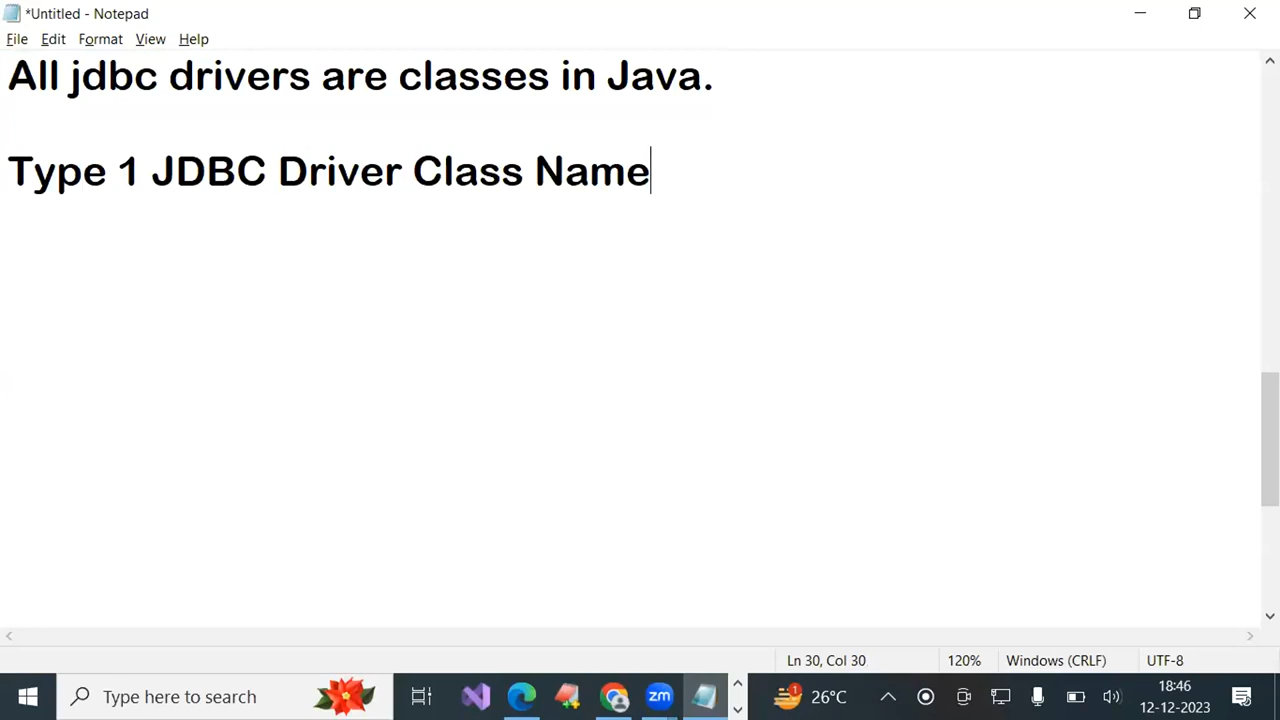 *Untitled - Notepad
File Edit Format View Help
All jdbc drivers are classes in Java.
Type 1 JDBC Driver Class Name
Ln 30, Col 30 120% Windows (CRLF) UTF-8
Type here to search zm 1 26°C 18:46
12-12-2023